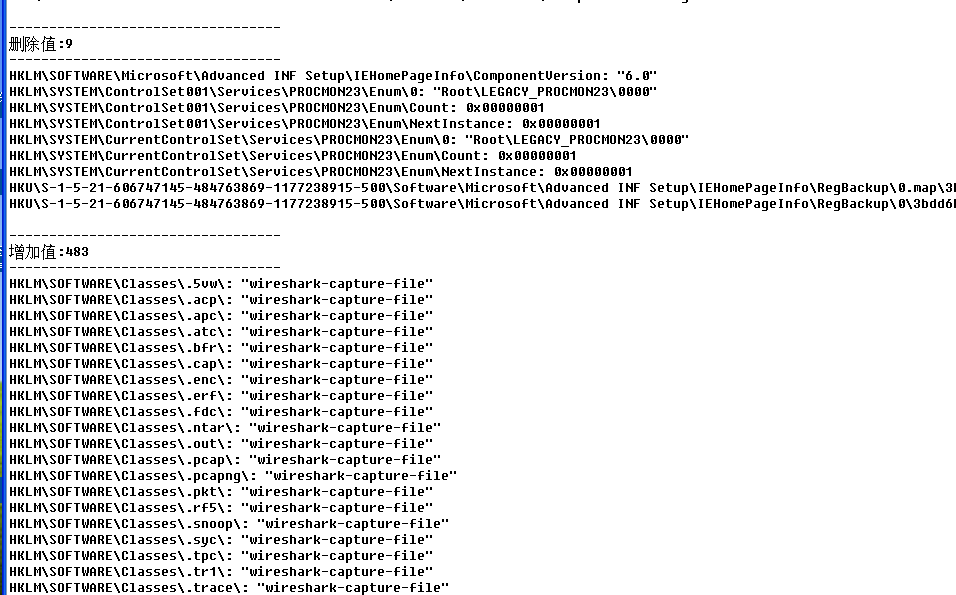 ----------------------------------
删除值:9
----------------------------------
HKLM\SOFTWARE\Microsoft\Advanced INF Setup\IEHomePageInfo\ComponentVersion: "6.0"
HKLM\SYSTEM\ControlSet001\Services\PROCMON23\Enum\0: "Root\LEGACY_PROCMON23\0000"
HKLM\SYSTEM\ControlSet001\Services\PROCMON23\Enum\Count: 0x00000001
HKLM\SYSTEM\ControlSet001\Services\PROCMON23\Enum\NextInstance: 0x00000001
HKLM\SYSTEM\CurrentControlSet\Services\PROCMON23\Enum\0: "Root\LEGACY_PROCMON23\0000"
HKLM\SYSTEM\CurrentControlSet\Services\PROCMON23\Enum\Count: 0x00000001
HKLM\SYSTEM\CurrentControlSet\Services\PROCMON23\Enum\NextInstance: 0x00000001
HKU\S-1-5-21-606747145-484763869-1177238915-500\Software\Microsoft\Advanced INF Setup\IEHomePageInfo\RegBackup\0.map\3
HKU\S-1-5-21-606747145-484763869-1177238915-500\Software\Microsoft\Advanced INF Setup\IEHomePageInfo\RegBackup\0\3bdd6
----------------------------------
增加值:483
----------------------------------
HKLM\SOFTWARE\Classes\.5vw\: "wireshark-capture-file"
HKLM\SOFTWARE\Classes\.acp\: "wireshark-capture-file"
HKLM\SOFTWARE\Classes\.apc\: "wireshark-capture-file"
HKLM\SOFTWARE\Classes\.atc\: "wireshark-capture-file"
HKLM\SOFTWARE\Classes\.bfr\: "wireshark-capture-file"
HKLM\SOFTWARE\Classes\.cap\: "wireshark-capture-file"
HKLM\SOFTWARE\Classes\.enc\: "wireshark-capture-file"
HKLM\SOFTWARE\Classes\.erf\: "wireshark-capture-file"
HKLM\SOFTWARE\Classes\.fdc\: "wireshark-capture-file"
HKLM\SOFTWARE\Classes\.ntar\: "wireshark-capture-file"
HKLM\SOFTWARE\Classes\.out\: "wireshark-capture-file"
HKLM\SOFTWARE\Classes\.pcap\: "wireshark-capture-file"
HKLM\SOFTWARE\Classes\.pcapng\: "wireshark-capture-file"
HKLM\SOFTWARE\Classes\.pkt\: "wireshark-capture-file"
HKLM\SOFTWARE\Classes\.rf5\: "wireshark-capture-file"
HKLM\SOFTWARE\Classes\.snoop\: "wireshark-capture-file"
HKLM\SOFTWARE\Classes\.syc\: "wireshark-capture-file"
HKLM\SOFTWARE\Classes\.tpc\: "wireshark-capture-file"
HKLM\SOFTWARE\Classes\.tr1\: "wireshark-capture-file"
HKLM\SOFTWARE\Classes\.trace\: "wireshark-capture-file"